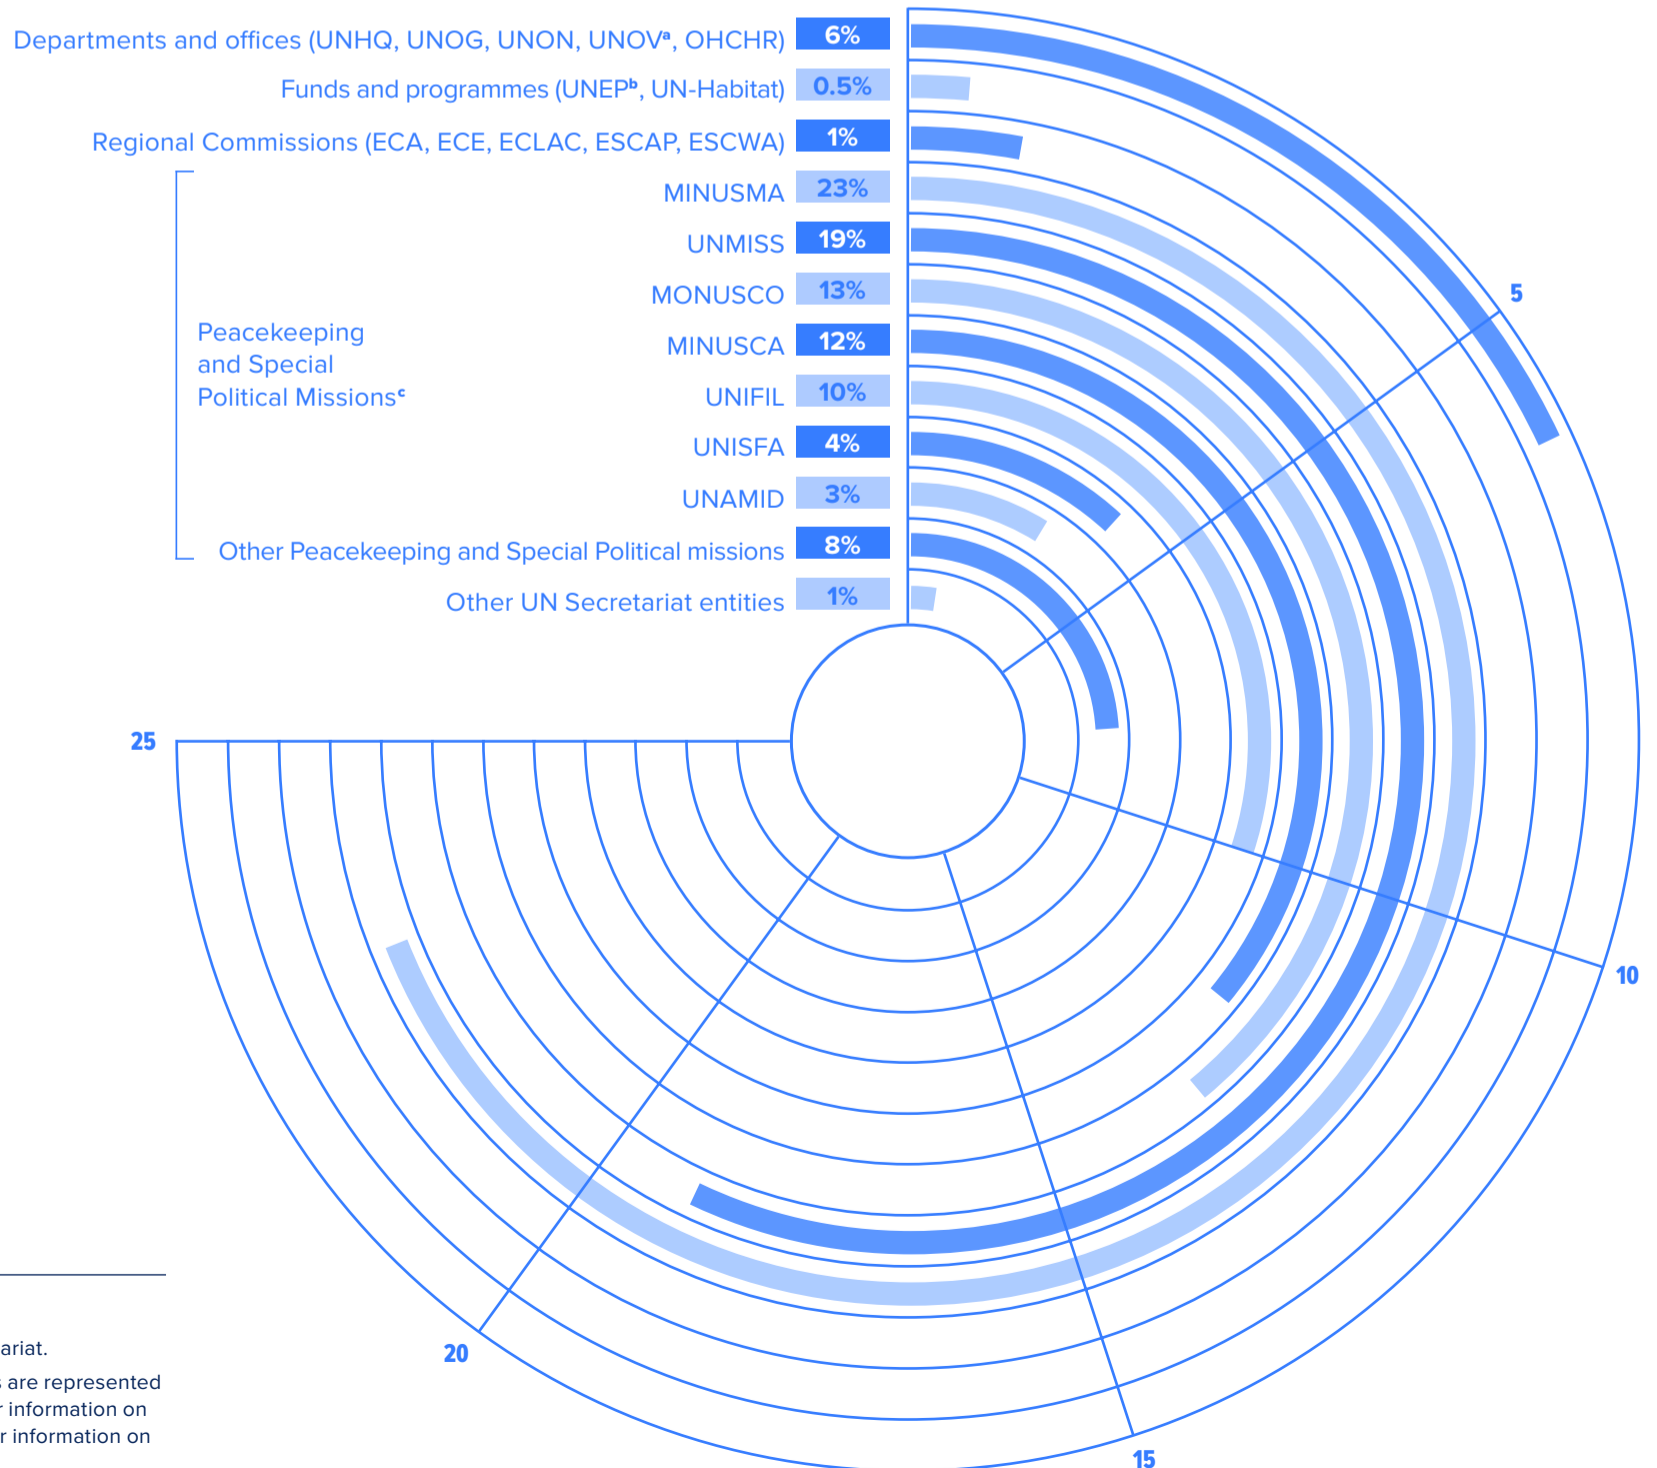 Departments and offices (UNHQ, UNOG, UNON, UNOVᵃ, OHCHR) 6%
Funds and programmes (UNEPᵇ, UN-Habitat) 0.5%
Regional Commissions (ECA, ECE, ECLAC, ESCAP, ESCWA) 1%
MINUSMA 23%
UNMISS 19%
MONUSCO 13%
Peacekeeping
and Special
Political Missionsᶜ
MINUSCA 12%
UNIFIL 10%
UNISFA 4%
UNAMID 3%
Other Peacekeeping and Special Political missions 8%
Other UN Secretariat entities 1%
5
10
15
20
25
ariat.
s are represented
r information on
r information on